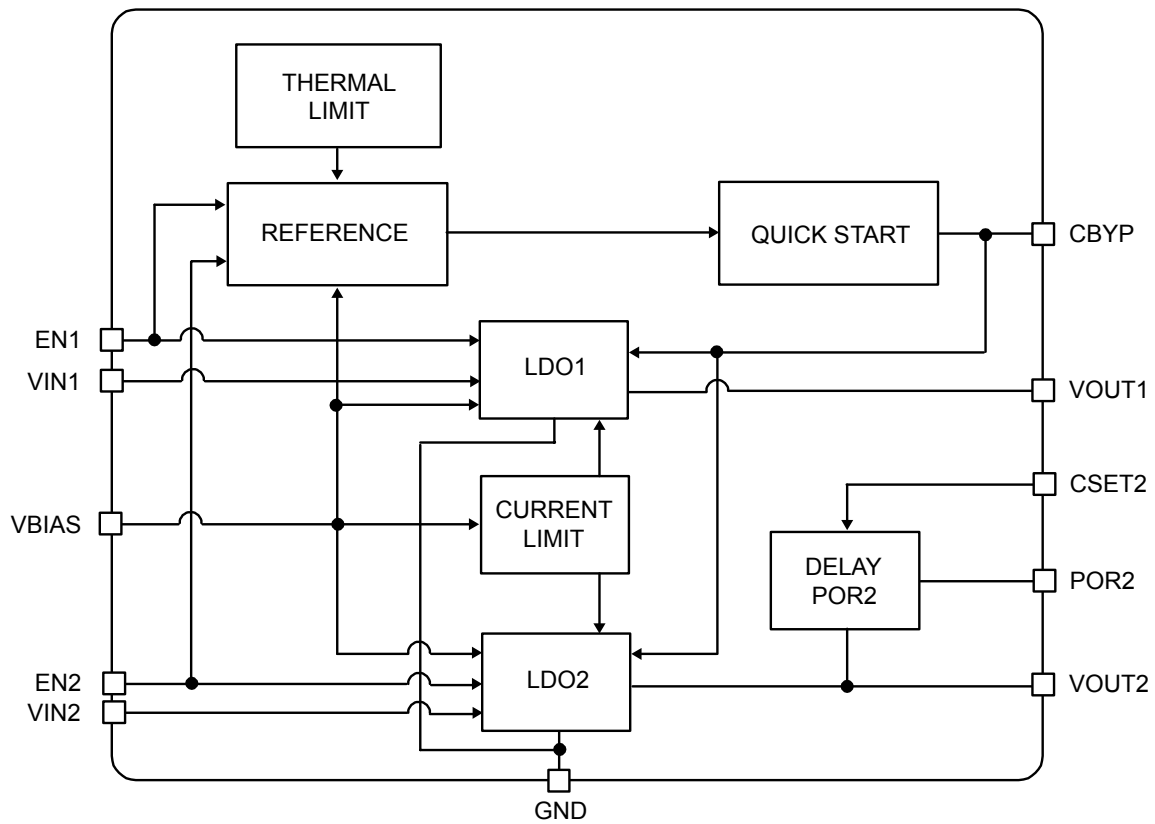 THERMAL
LIMIT
REFERENCE
QUICK START
CBYP
EN1
LDO1
VIN1
VOUT1
CSET2
VBIAS
CURRENT
LIMIT
DELAY
POR2
POR2
EN2
LDO2
VOUT2
VIN2
GND